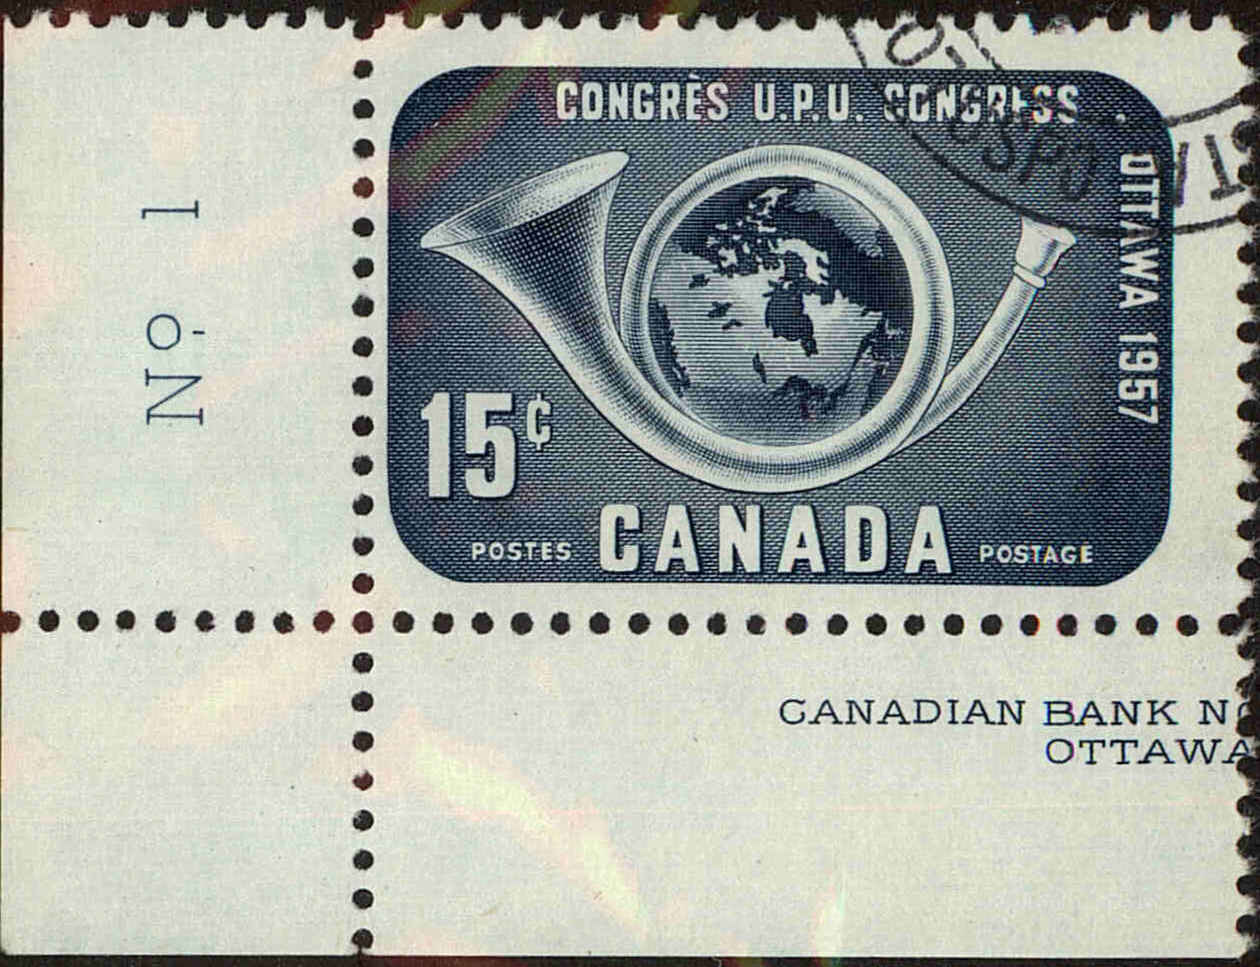 CONGRÈS U.P.U. CONGRESS
OTTAWA 1957
No. 1
15¢
POSTES CANADA POSTAGE
CANADIAN BANK
OTTAWA